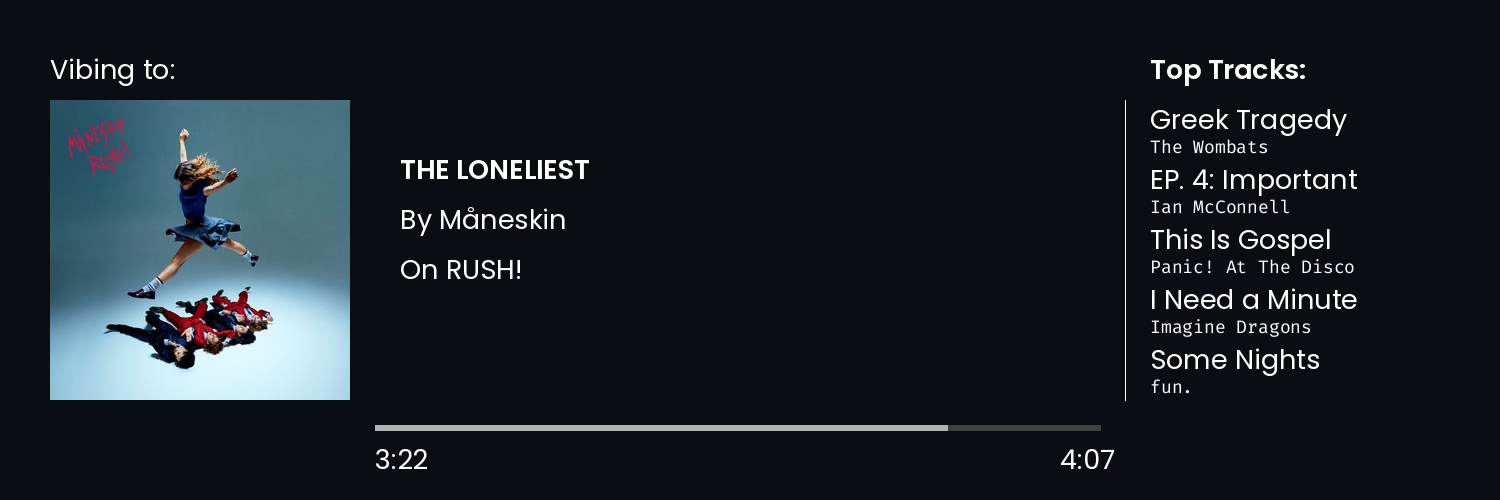 Vibing to:
MÅNESKIN
RUSH!
THE LONELIEST
By Måneskin
On RUSH!
3:22
4:07
Top Tracks:
Greek Tragedy
The Wombats
EP. 4: Important
Ian McConnell
This Is Gospel
Panic! At The Disco
I Need a Minute
Imagine Dragons
Some Nights
fun.